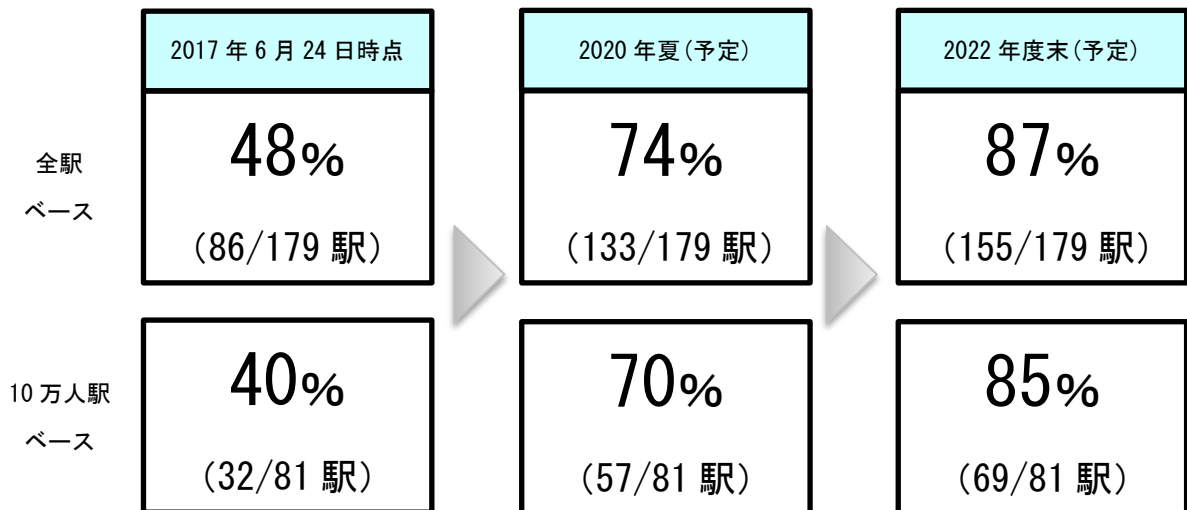 2017 年 6 月 24 日時点
2020 年夏(予定)
2022 年度末(予定)
全駅
ベース
48%
(86/179 駅)
74%
(133/179 駅)
87%
(155/179 駅)
10 万人駅
ベース
40%
(32/81 駅)
70%
(57/81 駅)
85%
(69/81 駅)